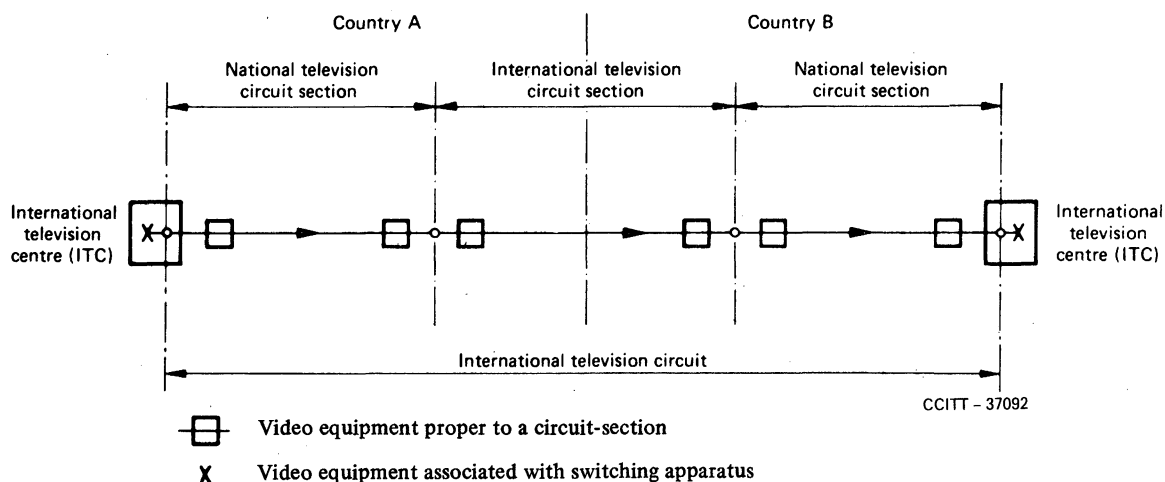 Country A
Country B
National television
circuit section
International television
circuit section
National television
circuit section
International
television
centre (ITC)
International
television
centre (ITC)
International television circuit
CCITT – 37092
Video equipment proper to a circuit-section
X Video equipment associated with switching apparatus